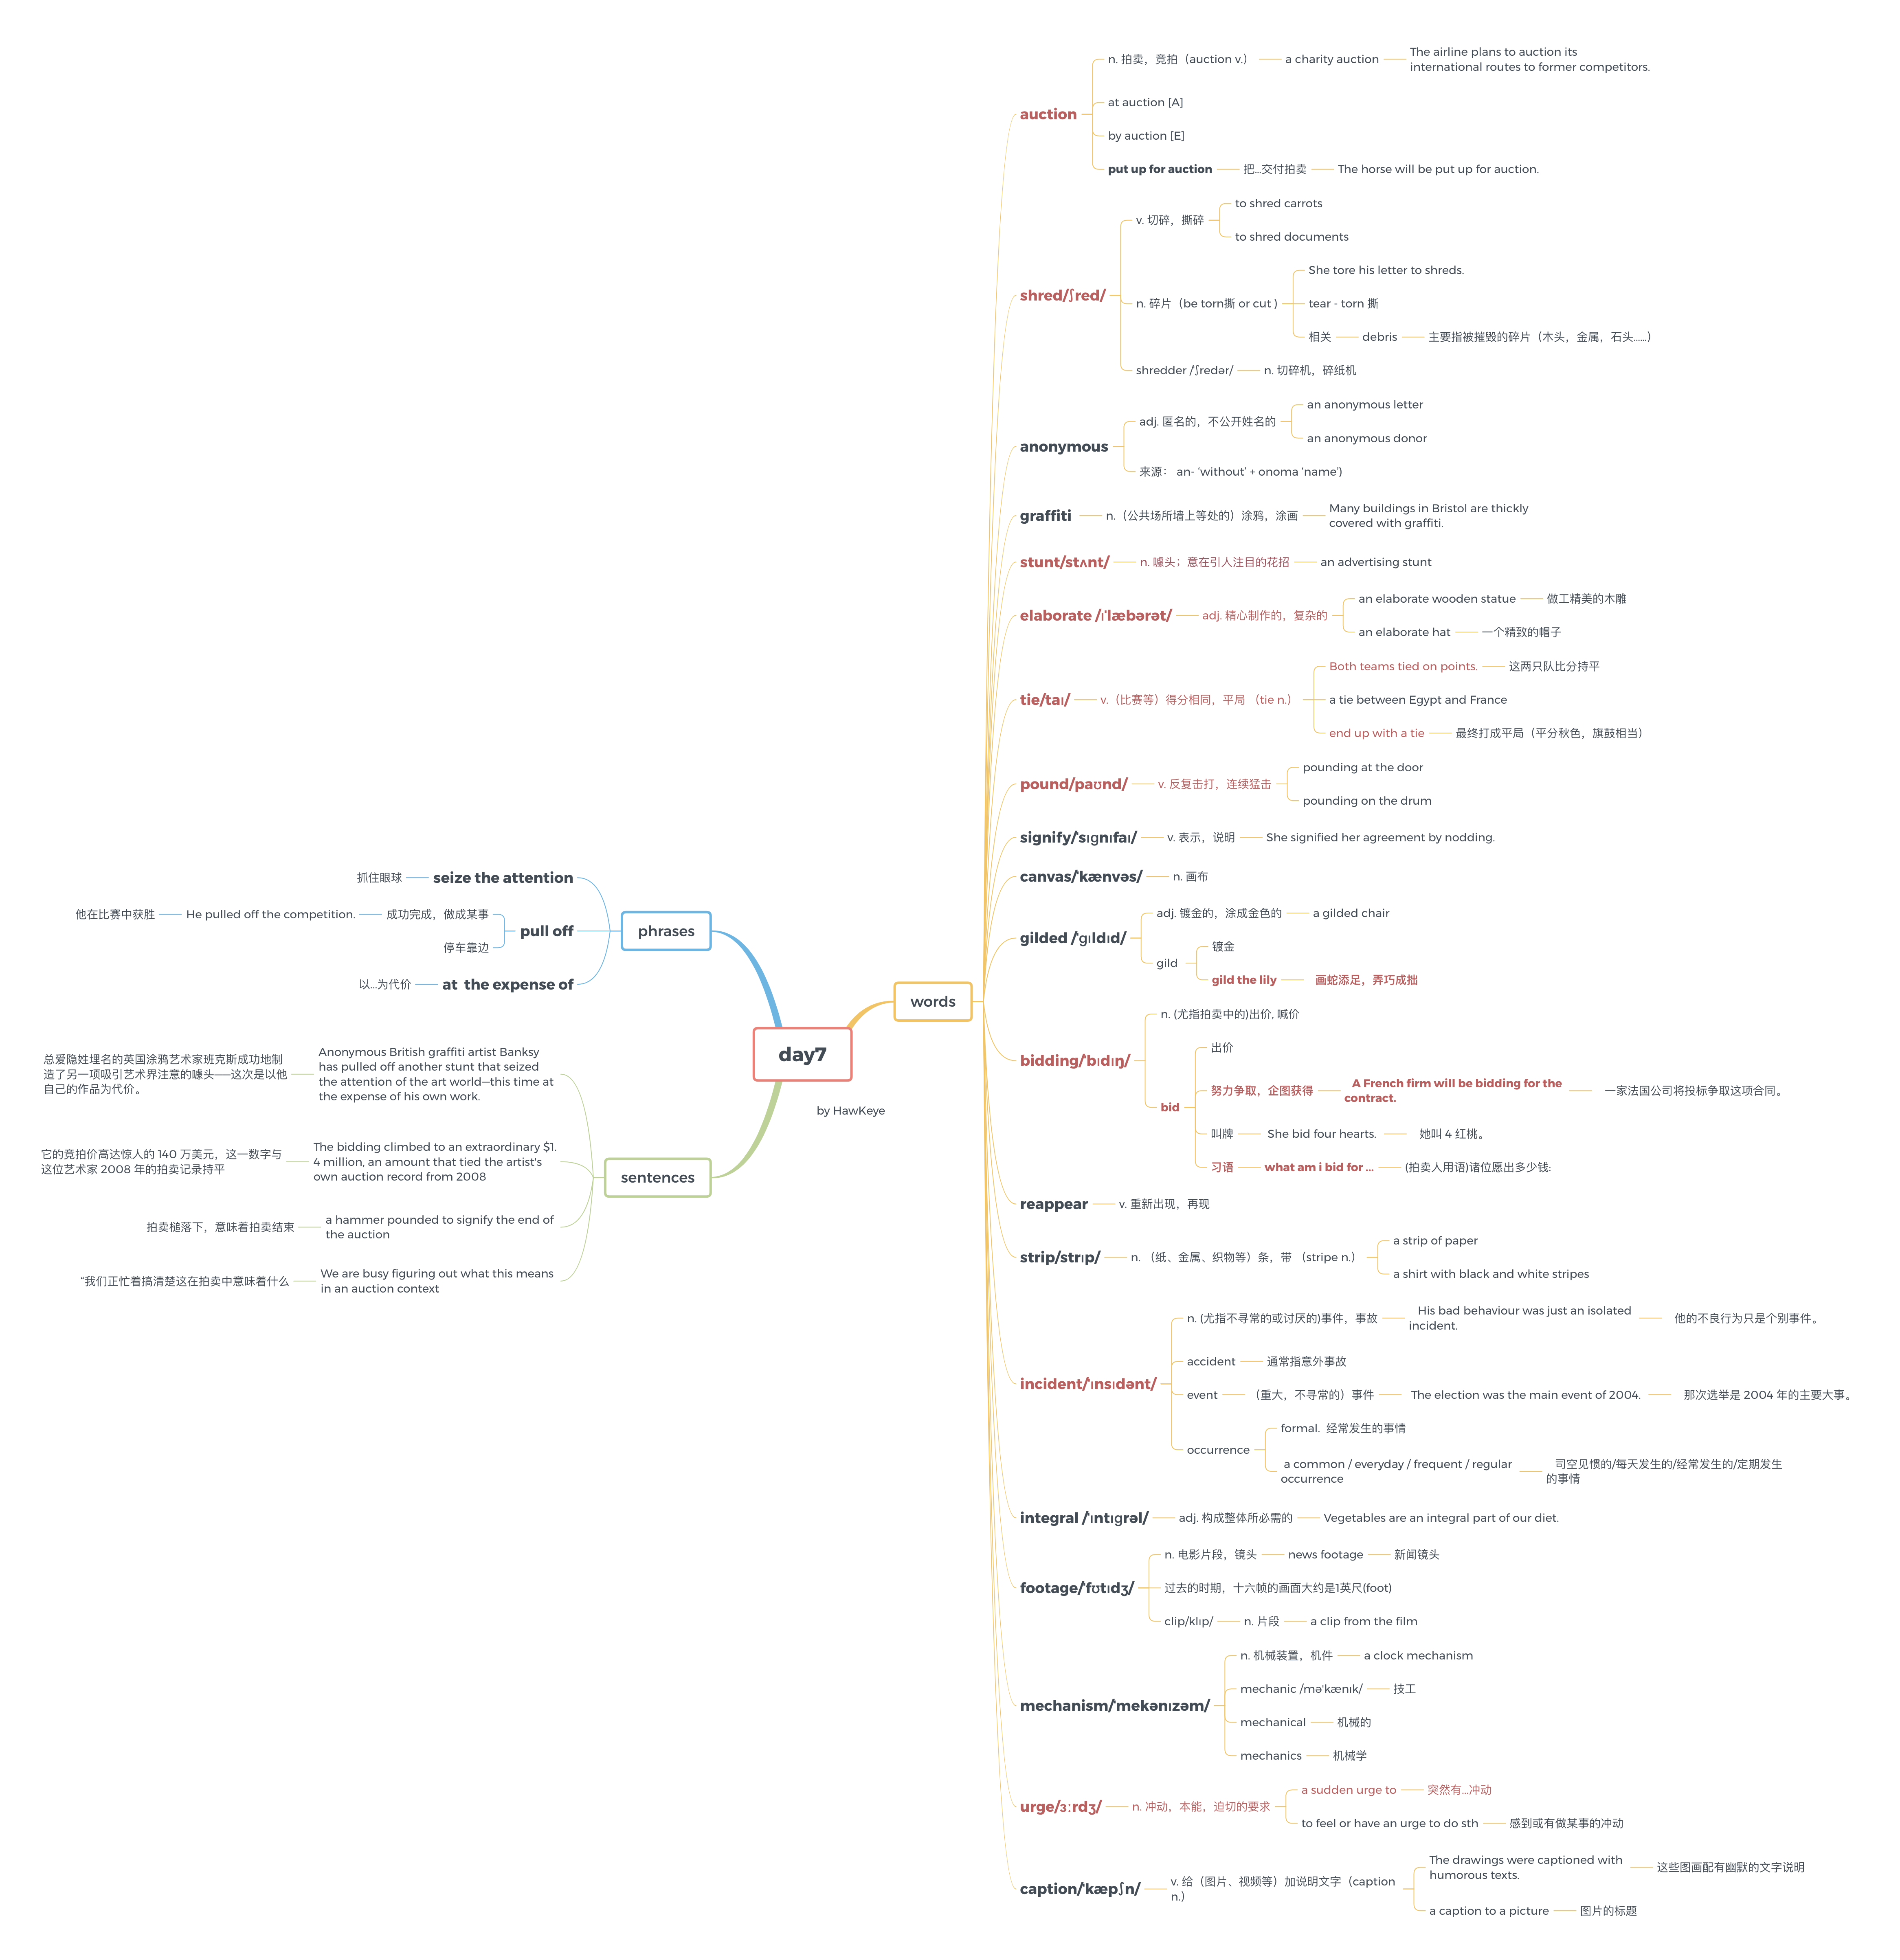 day7
by HawKeye
words
auction
n. 拍卖，竞拍（auction v.）
a charity auction
The airline plans to auction its
international routes to former competitors.
at auction [A]
by auction [E]
put up for auction
把...交付拍卖
The horse will be put up for auction.
shred/ʃred/
v. 切碎，撕碎
to shred carrots
to shred documents
n. 碎片（be torn撕 or cut )
She tore his letter to shreds.
tear - torn 撕
相关
debris
主要指被摧毁的碎片（木头，金属，石头......）
shredder /ˈʃredər/
n. 切碎机，碎纸机
anonymous
adj. 匿名的，不公开姓名的
an anonymous letter
an anonymous donor
来源： an- ‘without’ + onoma ‘name’)
graffiti
n.（公共场所墙上等处的）涂鸦，涂画
Many buildings in Bristol are thickly
covered with graffiti.
stunt/stʌnt/
n. 噱头；意在引人注目的花招
an advertising stunt
elaborate /ɪˈlæbərət/
adj. 精心制作的，复杂的
an elaborate wooden statue
做工精美的木雕
an elaborate hat
一个精致的帽子
tie/taɪ/
v.（比赛等）得分相同，平局 （tie n.）
Both teams tied on points.
这两只队比分持平
a tie between Egypt and France
end up with a tie
最终打成平局（平分秋色，旗鼓相当）
pound/paʊnd/
v. 反复击打，连续猛击
pounding at the door
pounding on the drum
signify/ˈsɪɡnɪfaɪ/
v. 表示，说明
She signified her agreement by nodding.
canvas/ˈkænvəs/
n. 画布
gilded /ˈɡɪldɪd/
adj. 镀金的，涂成金色的
a gilded chair
gild
镀金
gild the lily
画蛇添足，弄巧成拙
bidding/ˈbɪdɪŋ/
n. (尤指拍卖中的)出价, 喊价
bid
出价
努力争取，企图获得
A French firm will be bidding for the
contract.
一家法国公司将投标争取这项合同。
叫牌
She bid four hearts.
她叫 4 红桃。
习语
what am i bid for ...
(拍卖人用语)诸位愿出多少钱:
reappear
v. 重新出现，再现
strip/strɪp/
n. （纸、金属、织物等）条，带 （stripe n.）
a strip of paper
a shirt with black and white stripes
incident/ˈɪnsɪdənt/
n. (尤指不寻常的或讨厌的)事件，事故
His bad behaviour was just an isolated
incident.
他的不良行为只是个别事件。
accident
通常指意外事故
event
（重大，不寻常的）事件
The election was the main event of 2004.
那次选举是 2004 年的主要大事。
occurrence
formal. 经常发生的事情
a common / everyday / frequent / regular
occurrence
司空见惯的/每天发生的/经常发生的/定期发生
的事情
integral /ˈɪntɪɡrəl/
adj. 构成整体所必需的
Vegetables are an integral part of our diet.
footage/ˈfʊtɪdʒ/
n. 电影片段，镜头
news footage
新闻镜头
过去的时期，十六帧的画面大约是1英尺(foot)
clip/klɪp/
n. 片段
a clip from the film
mechanism/ˈmekənɪzəm/
n. 机械装置，机件
a clock mechanism
mechanic /məˈkænɪk/
技工
mechanical
机械的
mechanics
机械学
urge/ɜːrdʒ/
n. 冲动，本能，迫切的要求
a sudden urge to
突然有...冲动
to feel or have an urge to do sth
感到或有做某事的冲动
caption/ˈkæpʃn/
v. 给（图片、视频等）加说明文字（caption
n.）
The drawings were captioned with
humorous texts.
这些图画配有幽默的文字说明
a caption to a picture
图片的标题
phrases
seize the attention
抓住眼球
pull off
成功完成，做成某事
He pulled off the competition.
他在比赛中获胜
停车靠边
at the expense of
以...为代价
sentences
Anonymous British graffiti artist Banksy
has pulled off another stunt that seized
the attention of the art world—this time at
the expense of his own work.
总爱隐姓埋名的英国涂鸦艺术家班克斯成功地制
造了另一项吸引艺术界注意的噱头——这次是以他
自己的作品为代价。
The bidding climbed to an extraordinary $1.
4 million, an amount that tied the artist's
own auction record from 2008
它的竞拍价高达惊人的 140 万美元，这一数字与
这位艺术家 2008 年的拍卖记录持平
a hammer pounded to signify the end of
the auction
拍卖槌落下，意味着拍卖结束
We are busy figuring out what this means
in an auction context
“我们正忙着搞清楚这在拍卖中意味着什么